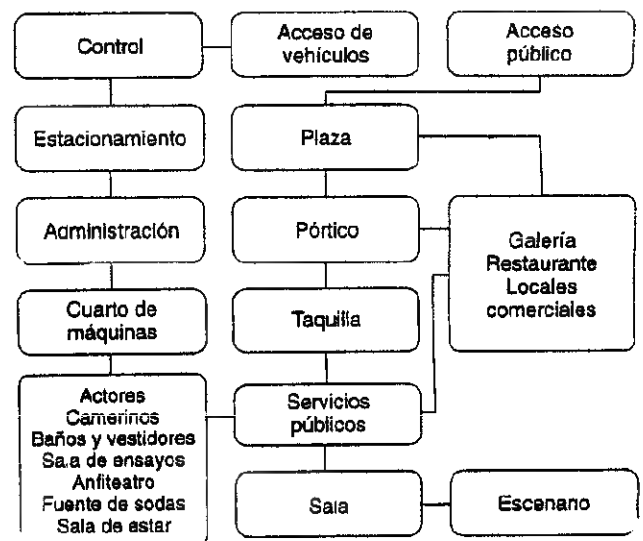 Control
Acceso de
vehículos
Acceso
público
Estacionamiento
Plaza
Administración
Pórtico
Galería
Restaurante
Locales
comerciales
Cuarto de
máquinas
Taquilla
Actores
Camerinos
Baños y vestidores
Sala de ensayos
Anfiteatro
Fuente de sodas
Sala de estar
Servicios
públicos
Sala
Escenario